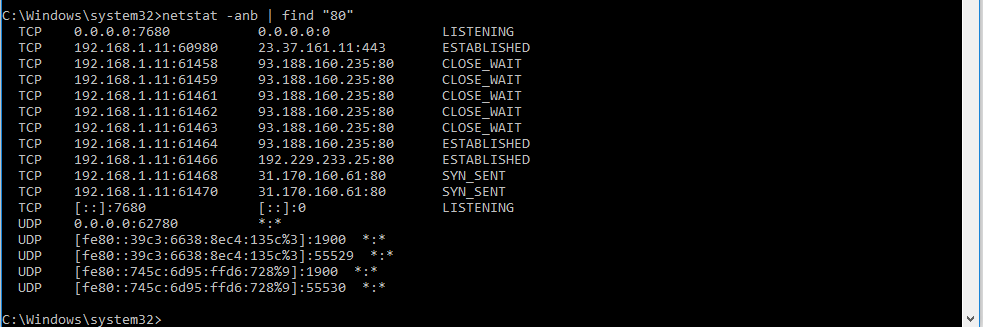 C:\Windows\system32>netstat -anb | find "80"
TCP    0.0.0.0:7680           0.0.0.0:0              LISTENING
TCP    192.168.1.11:60980     23.37.161.11:443       ESTABLISHED
TCP    192.168.1.11:61458     93.188.160.235:80      CLOSE_WAIT
TCP    192.168.1.11:61459     93.188.160.235:80      CLOSE_WAIT
TCP    192.168.1.11:61461     93.188.160.235:80      CLOSE_WAIT
TCP    192.168.1.11:61462     93.188.160.235:80      CLOSE_WAIT
TCP    192.168.1.11:61463     93.188.160.235:80      CLOSE_WAIT
TCP    192.168.1.11:61464     93.188.160.235:80      ESTABLISHED
TCP    192.168.1.11:61466     192.229.233.25:80      ESTABLISHED
TCP    192.168.1.11:61468     31.170.160.61:80       SYN_SENT
TCP    192.168.1.11:61470     31.170.160.61:80       SYN_SENT
TCP    [::]:7680              [::]:0                 LISTENING
UDP    0.0.0.0:62780          *:*
UDP    [fe80::39c3:6638:8ec4:135c%3]:1900  *:*
UDP    [fe80::39c3:6638:8ec4:135c%3]:55529  *:*
UDP    [fe80::745c:6d95:ffd6:728%9]:1900  *:*
UDP    [fe80::745c:6d95:ffd6:728%9]:55530  *:*
C:\Windows\system32>